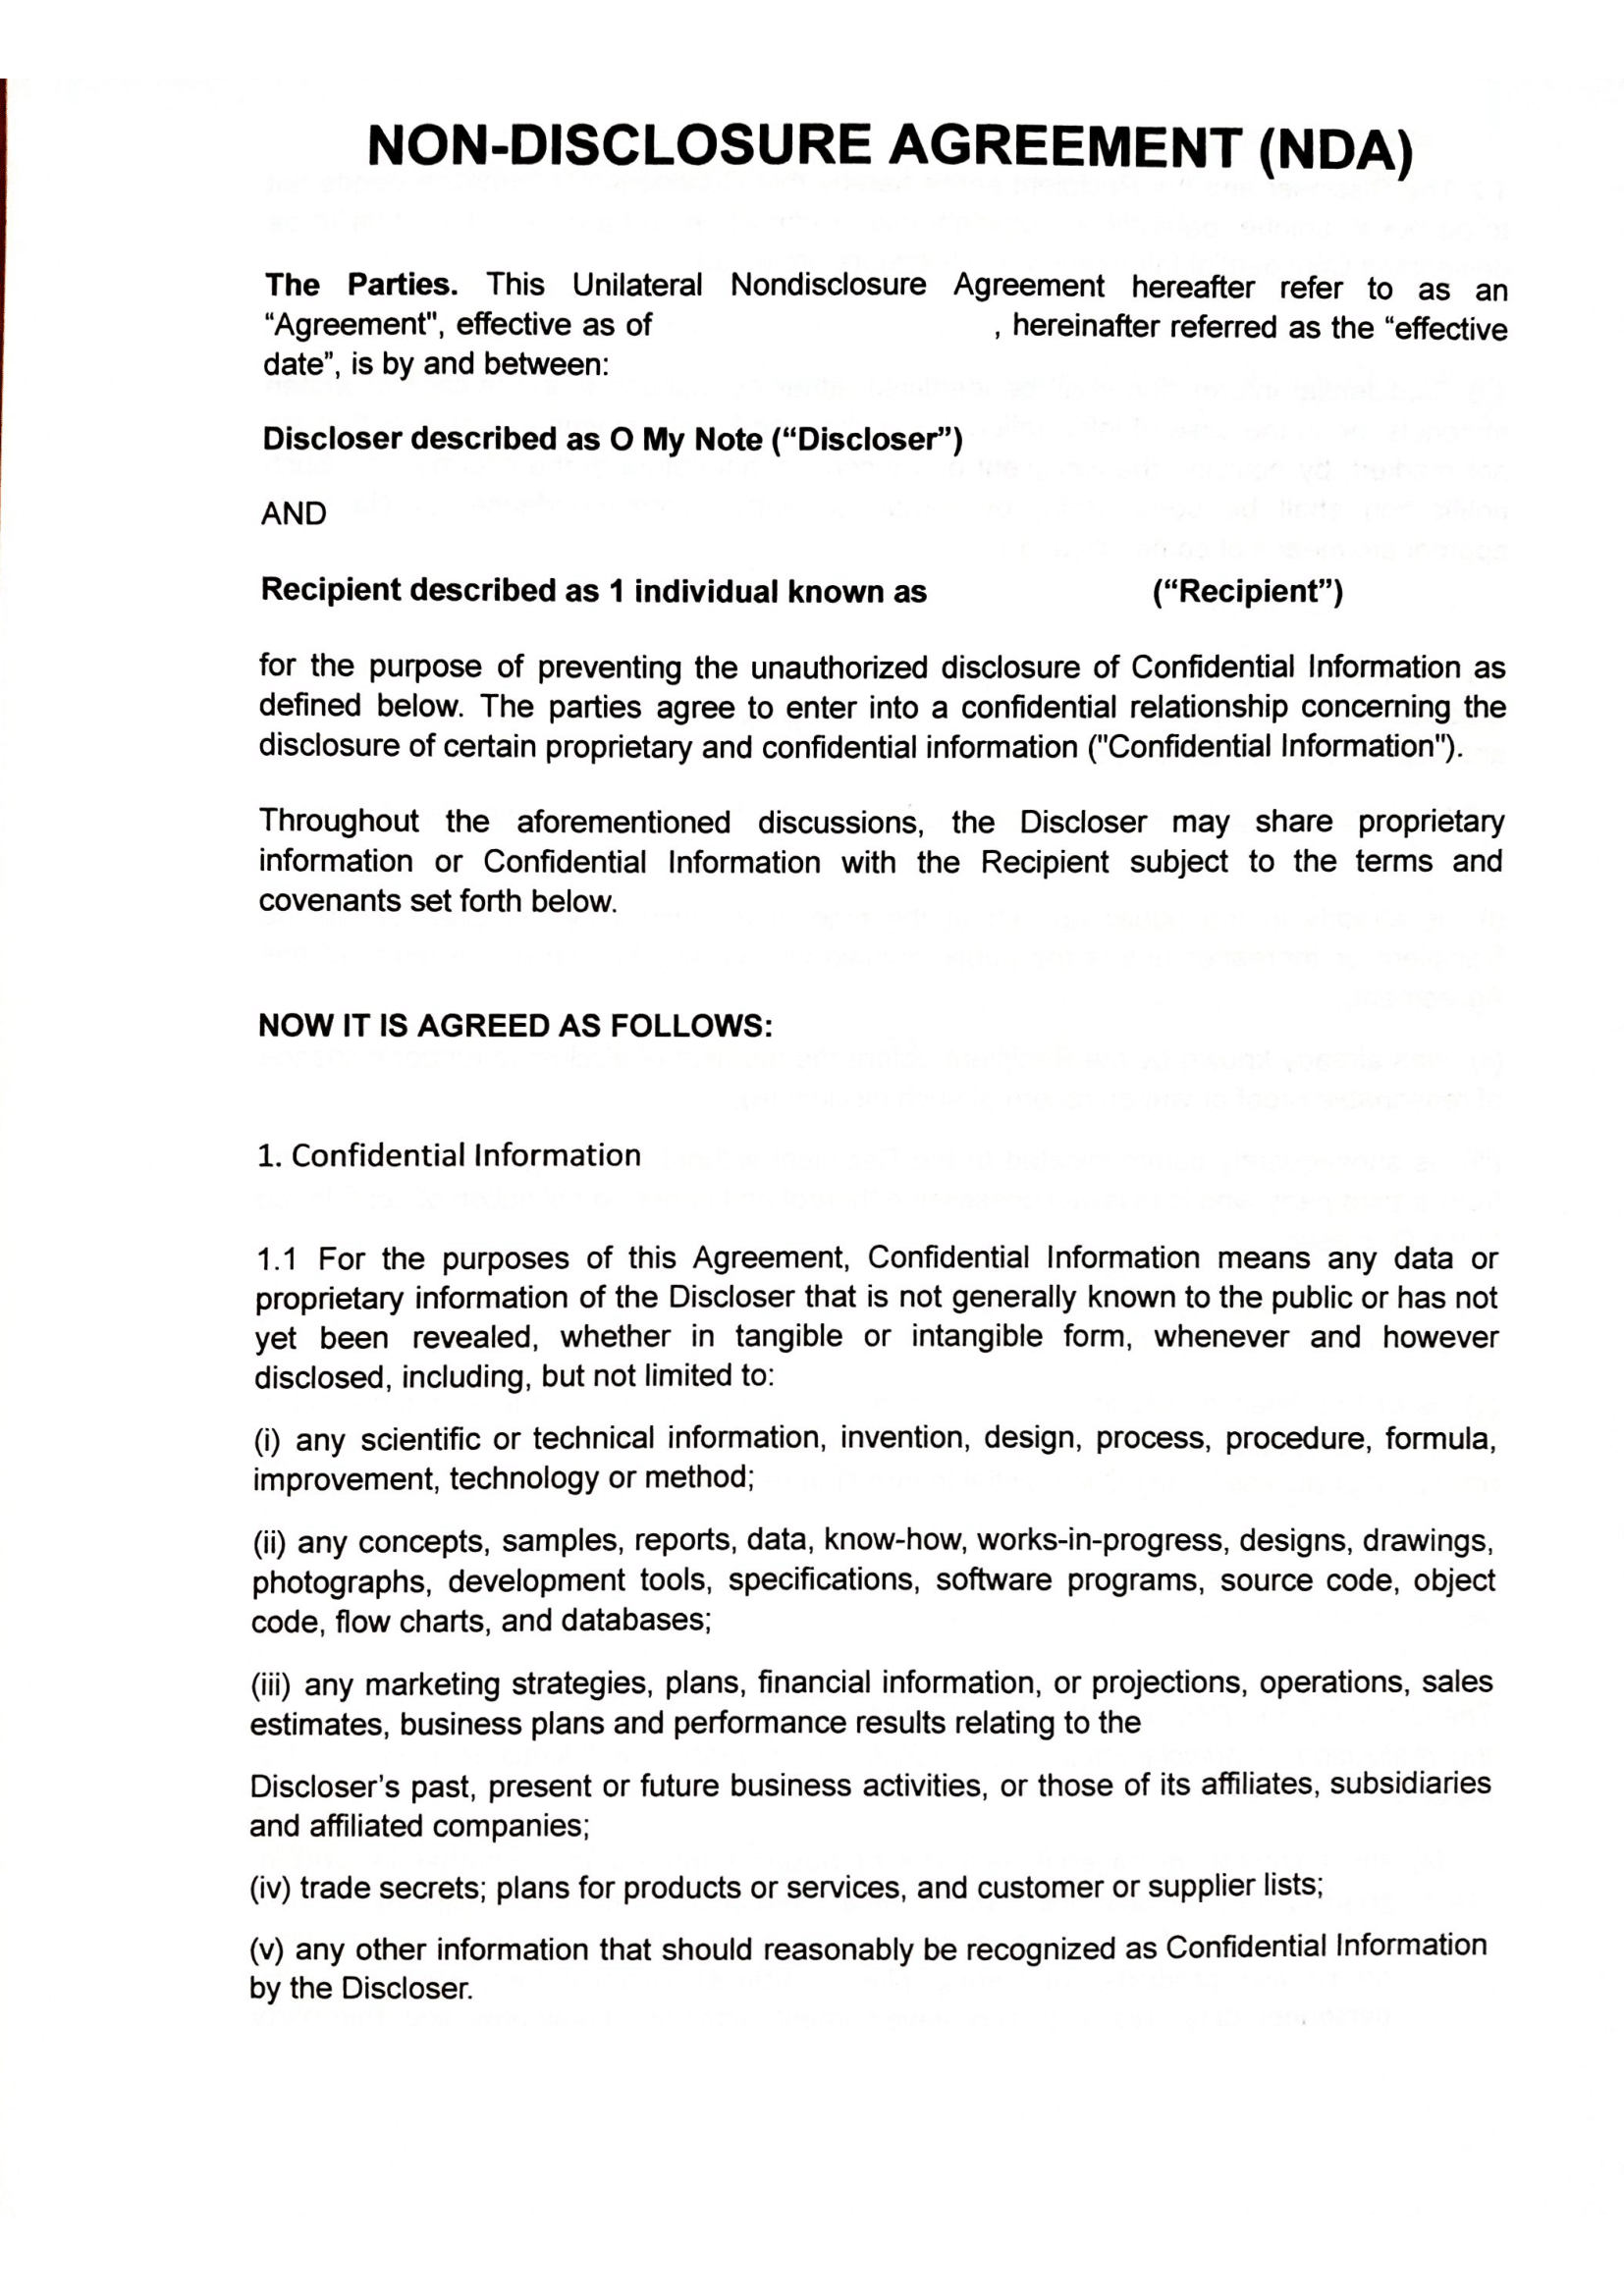 NON-DISCLOSURE AGREEMENT (NDA)
The Parties. This Unilateral Nondisclosure Agreement hereafter refer to as an
“Agreement", effective as of , hereinafter referred as the “effective
date”, is by and between:
Discloser described as O My Note (“Discloser”)
AND
Recipient described as 1 individual known as (“Recipient”)
for the purpose of preventing the unauthorized disclosure of Confidential Information as
defined below. The parties agree to enter into a confidential relationship concerning the
disclosure of certain proprietary and confidential information ("Confidential Information").
Throughout the aforementioned discussions, the Discloser may share proprietary
information or Confidential Information with the Recipient subject to the terms and
covenants set forth below.
NOW IT IS AGREED AS FOLLOWS:
1. Confidential Information
1.1 For the purposes of this Agreement, Confidential Information means any data or
proprietary information of the Discloser that is not generally known to the public or has not
yet been revealed, whether in tangible or intangible form, whenever and however
disclosed, including, but not limited to:
(i) any scientific or technical information, invention, design, process, procedure, formula,
improvement, technology or method;
(ii) any concepts, samples, reports, data, know-how, works-in-progress, designs, drawings,
photographs, development tools, specifications, software programs, source code, object
code, flow charts, and databases;
(iii) any marketing strategies, plans, financial information, or projections, operations, sales
estimates, business plans and performance results relating to the
Discloser’s past, present or future business activities, or those of its affiliates, subsidiaries
and affiliated companies;
(iv) trade secrets; plans for products or services, and customer or supplier lists;
(v) any other information that should reasonably be recognized as Confidential Information
by the Discloser.